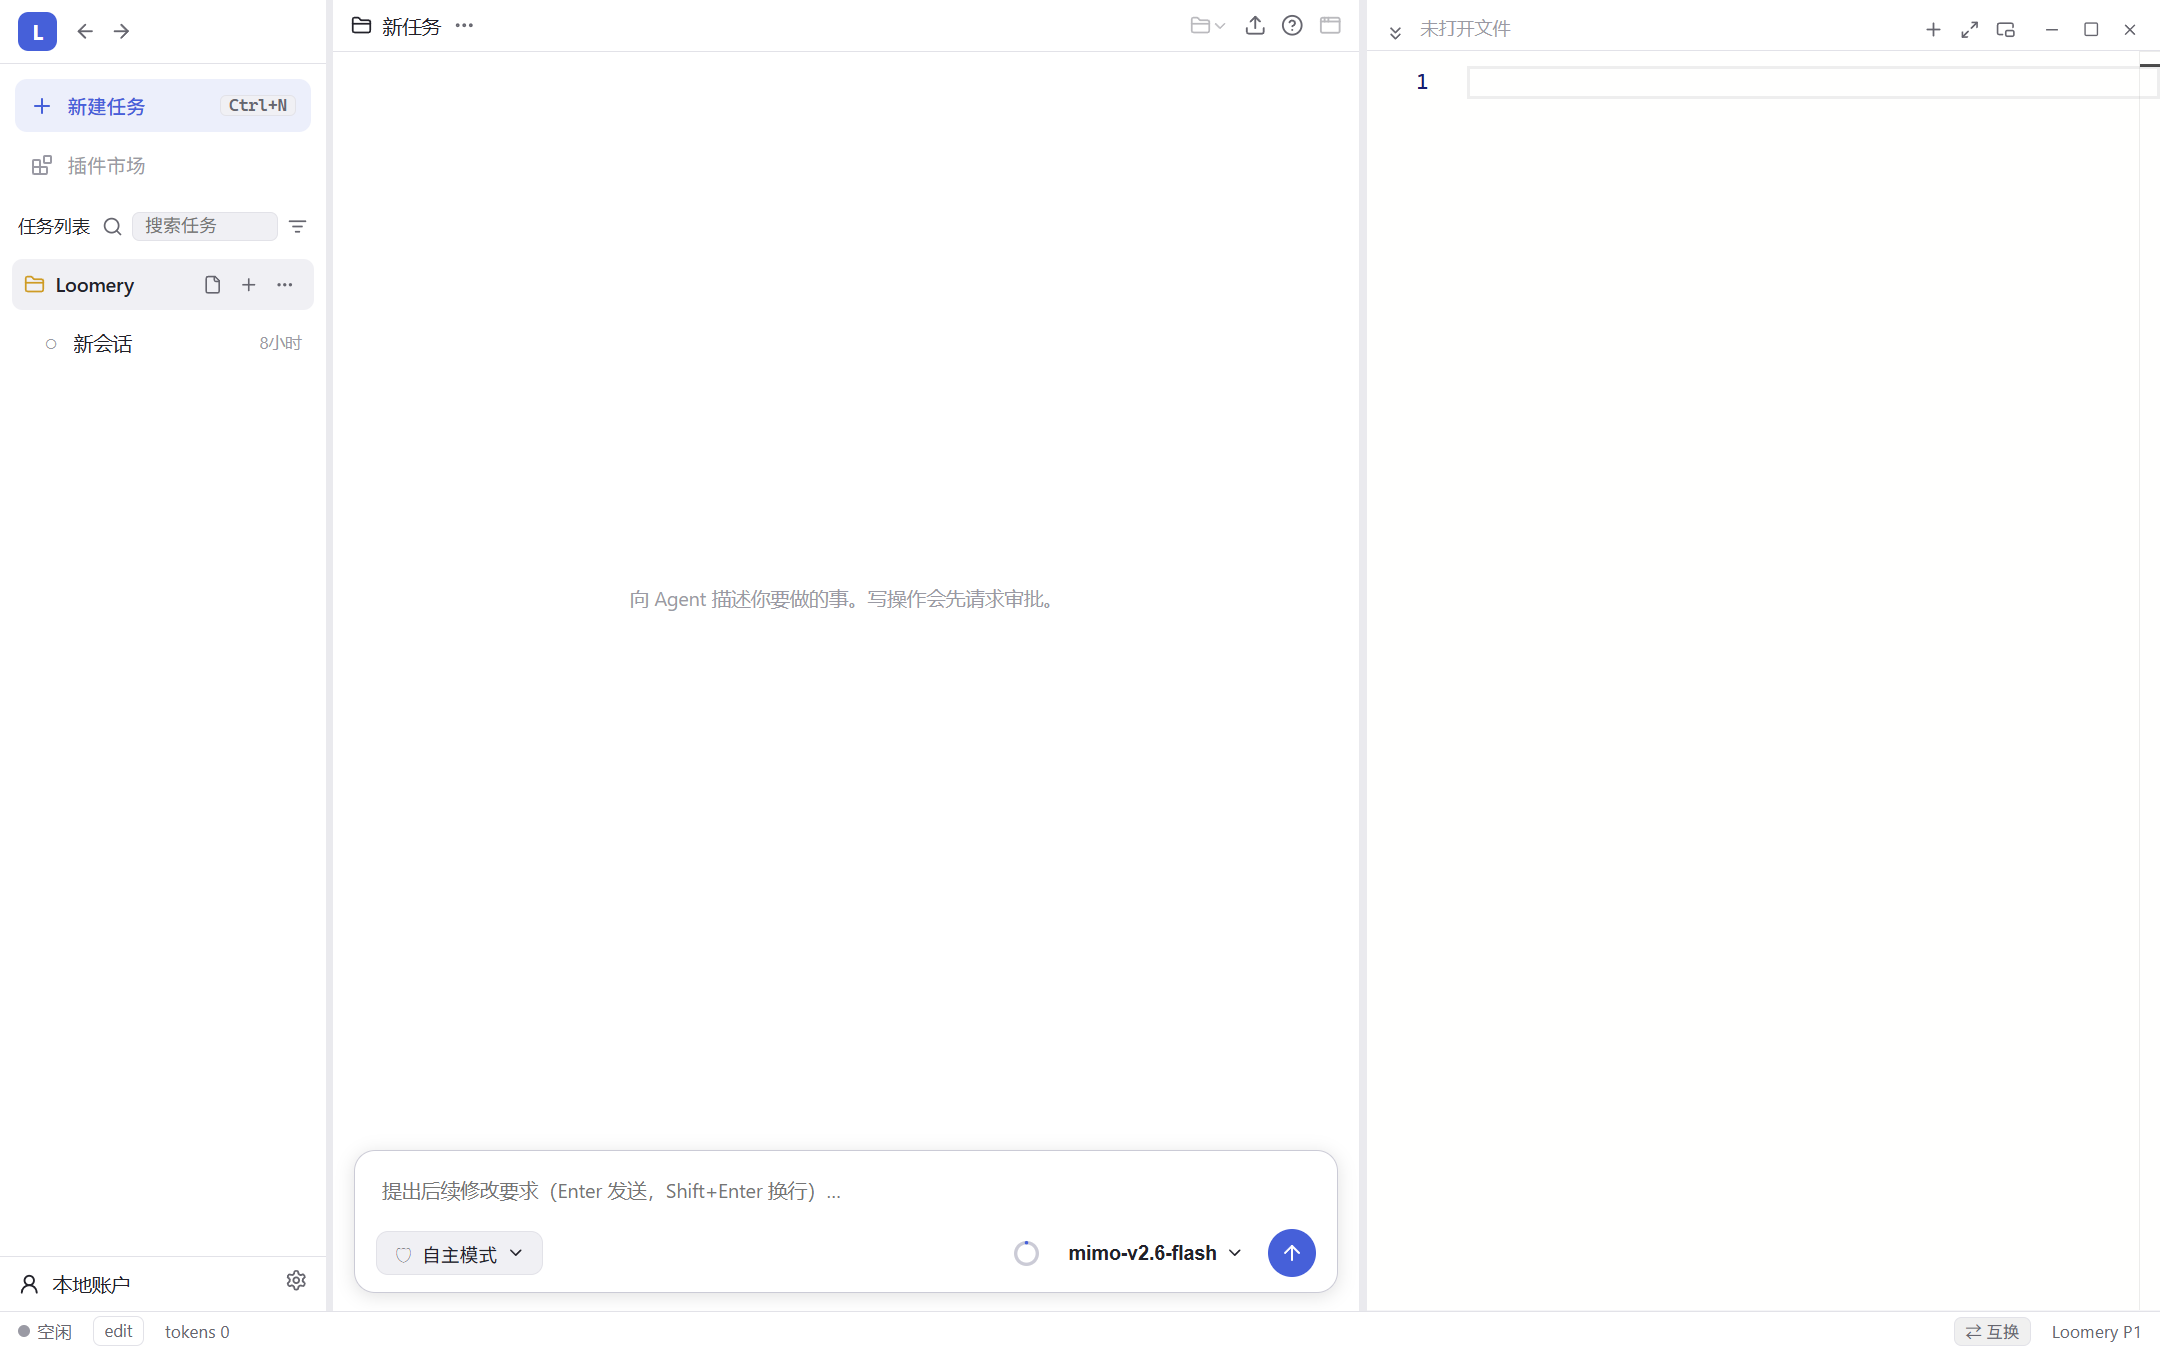 L
新建任务 Ctrl+N
插件市场
任务列表 搜索任务
Loomery
新会话 8小时
本地账户
新任务
向 Agent 描述你要做的事。写操作会先请求审批。
提出后续修改要求（Enter 发送，Shift+Enter 换行）...
自主模式 mimo-v2.6-flash
未打开文件
1
空闲 edit tokens 0 互换 Loomery P1